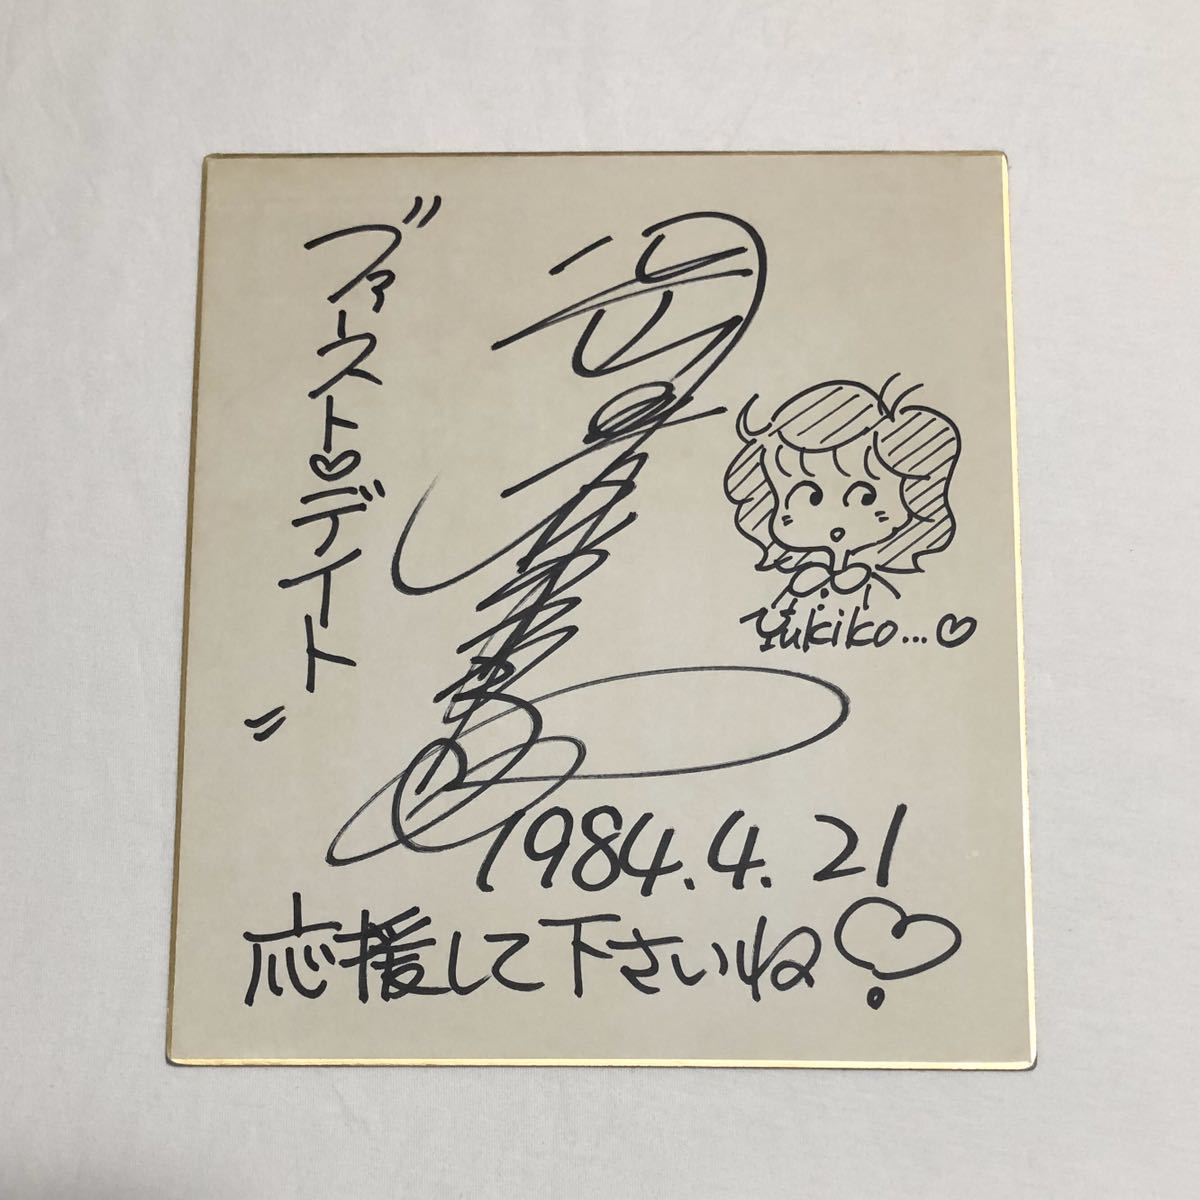 "ファースト♡デイト"
Yukiko...♡
1984.4.21
応援して下さいね♡